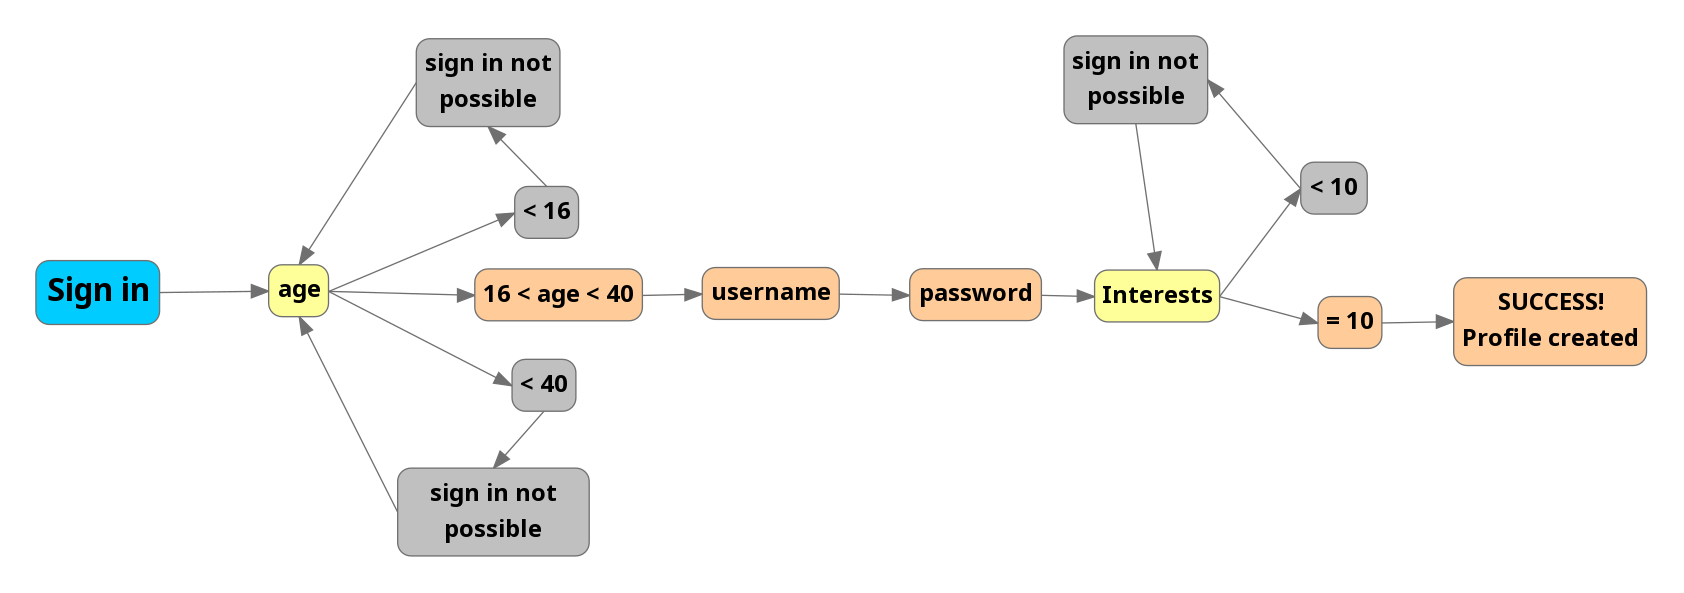 Sign in
age
sign in not
possible
< 16
16 < age < 40
< 40
sign in not
possible
username
password
Interests
sign in not
possible
< 10
= 10
SUCCESS!
Profile created